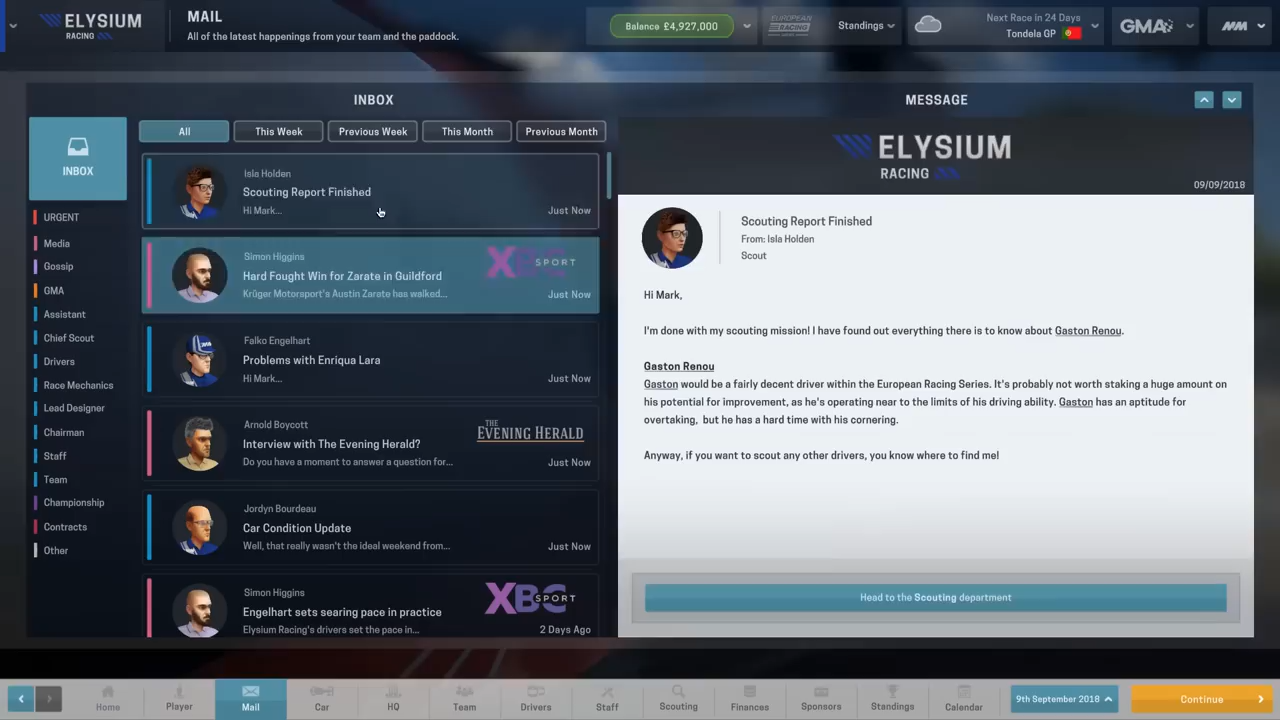 ELYSIUM
RACING
MAIL
All of the latest happenings from your team and the paddock.
Balance £4,927,000
EUROPEAN
RACING
SERIES
Standings
Next Race in 24 Days
Tondela GP
GMA
INBOX
MESSAGE
INBOX
All
This Week
Previous Week
This Month
Previous Month
URGENT
Media
Gossip
GMA
Assistant
Chief Scout
Drivers
Race Mechanics
Lead Designer
Chairman
Staff
Team
Championship
Contracts
Other
Isla Holden
Scouting Report Finished
Hi Mark...
Just Now
Simon Higgins
Hard Fought Win for Zarate in Guildford
Krüger Motorsport's Austin Zarate has walked...
XBC SPORT
Just Now
Falko Engelhart
Problems with Enriqua Lara
Hi Mark...
Just Now
Arnold Boycott
Interview with The Evening Herald?
Do you have a moment to answer a question for...
THE
EVENING HERALD
Just Now
Jordyn Bourdeau
Car Condition Update
Well, that really wasn't the ideal weekend from...
Just Now
Simon Higgins
Engelhart sets searing pace in practice
Elysium Racing's drivers set the pace in...
XBC SPORT
2 Days Ago
ELYSIUM
RACING
09/09/2018
Scouting Report Finished
From: Isla Holden
Scout
Hi Mark,
I'm done with my scouting mission! I have found out everything there is to know about Gaston Renou.
Gaston Renou
Gaston would be a fairly decent driver within the European Racing Series. It's probably not worth staking a huge amount on
his potential for improvement, as he's operating near to the limits of his driving ability. Gaston has an aptitude for
overtaking, but he has a hard time with his cornering.
Anyway, if you want to scout any other drivers, you know where to find me!
Head to the Scouting department
Home
Player
Mail
Car
HQ
Team
Drivers
Staff
Scouting
Finances
Sponsors
Standings
Calendar
9th September 2018
Continue